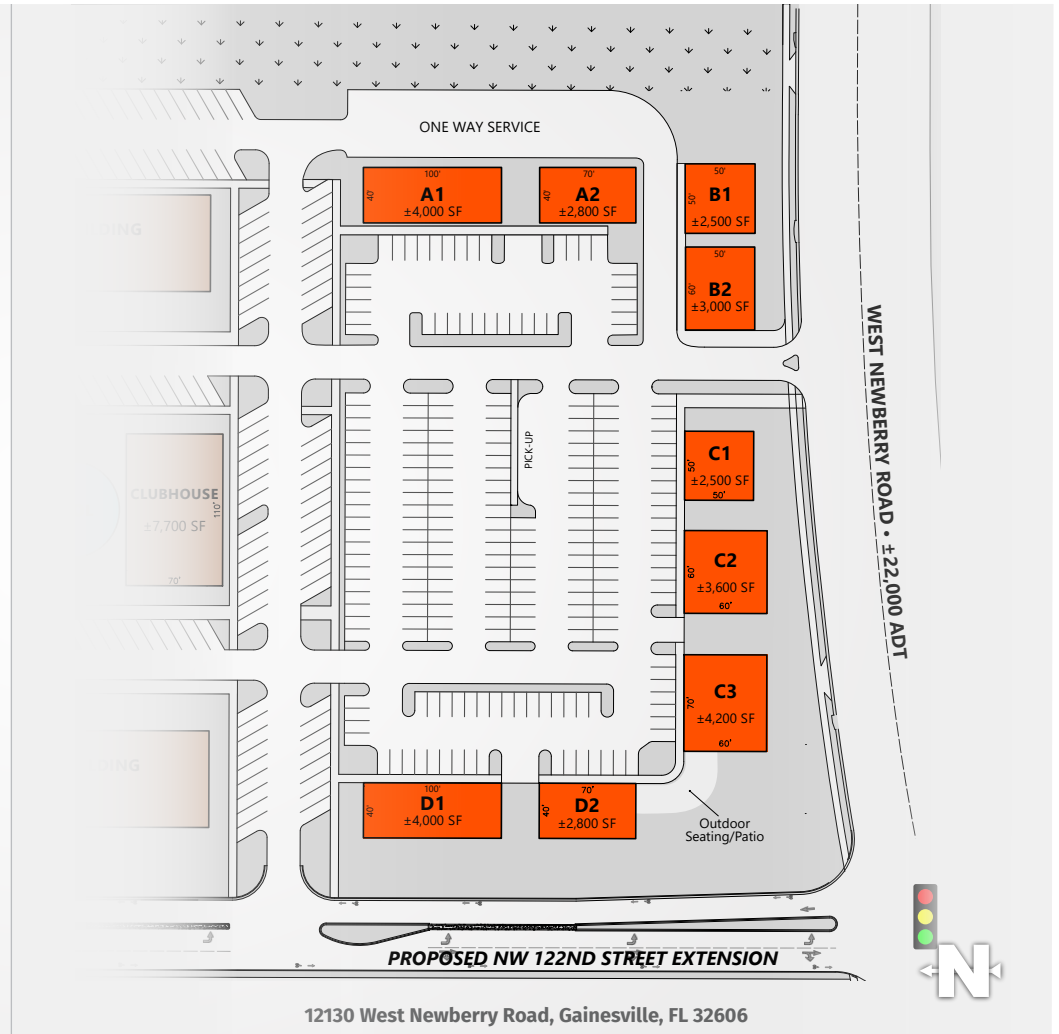 ONE WAY SERVICE
100'
40'
A1
±4,000 SF
70'
40'
A2
±2,800 SF
50'
50'
B1
±2,500 SF
50'
60'
B2
±3,000 SF
WEST NEWBERRY ROAD • ±22,000 ADT
PICK-UP
C1
50'
±2,500 SF
50'
CLUBHOUSE
±7,700 SF
110'
70'
C2
60'
±3,600 SF
60'
C3
70'
±4,200 SF
60'
100'
40'
D1
±4,000 SF
70'
40'
D2
±2,800 SF
Outdoor
Seating/Patio
PROPOSED NW 122ND STREET EXTENSION
N
12130 West Newberry Road, Gainesville, FL 32606